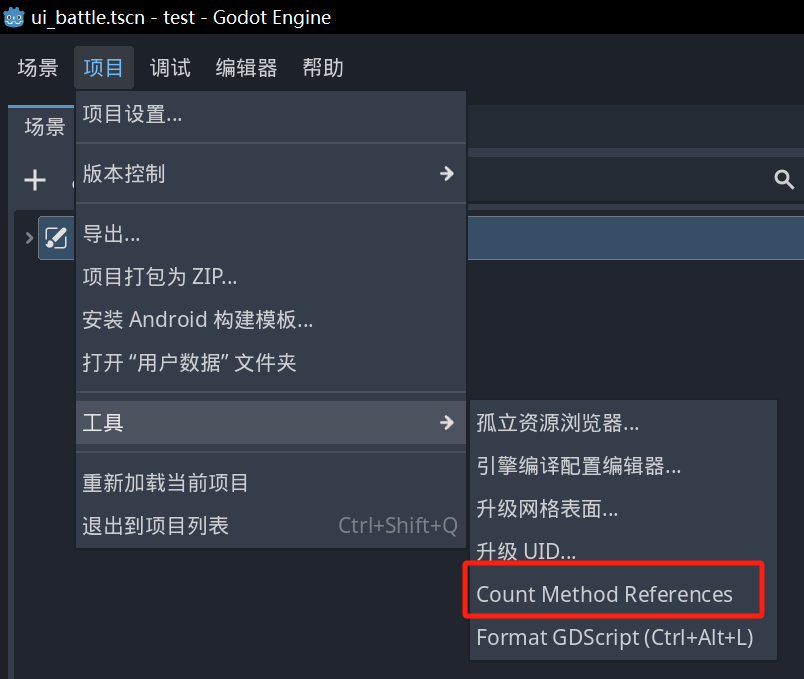 ui_battle.tscn - test - Godot Engine
场景 项目 调试 编辑器 帮助
场景
项目设置...
版本控制
导出...
项目打包为 ZIP...
安装 Android 构建模板...
打开 “用户数据” 文件夹
工具
重新加载当前项目
退出到项目列表 Ctrl+Shift+Q
孤立资源浏览器...
引擎编译配置编辑器...
升级网格表面...
升级 UID...
Count Method References
Format GDScript (Ctrl+Alt+L)